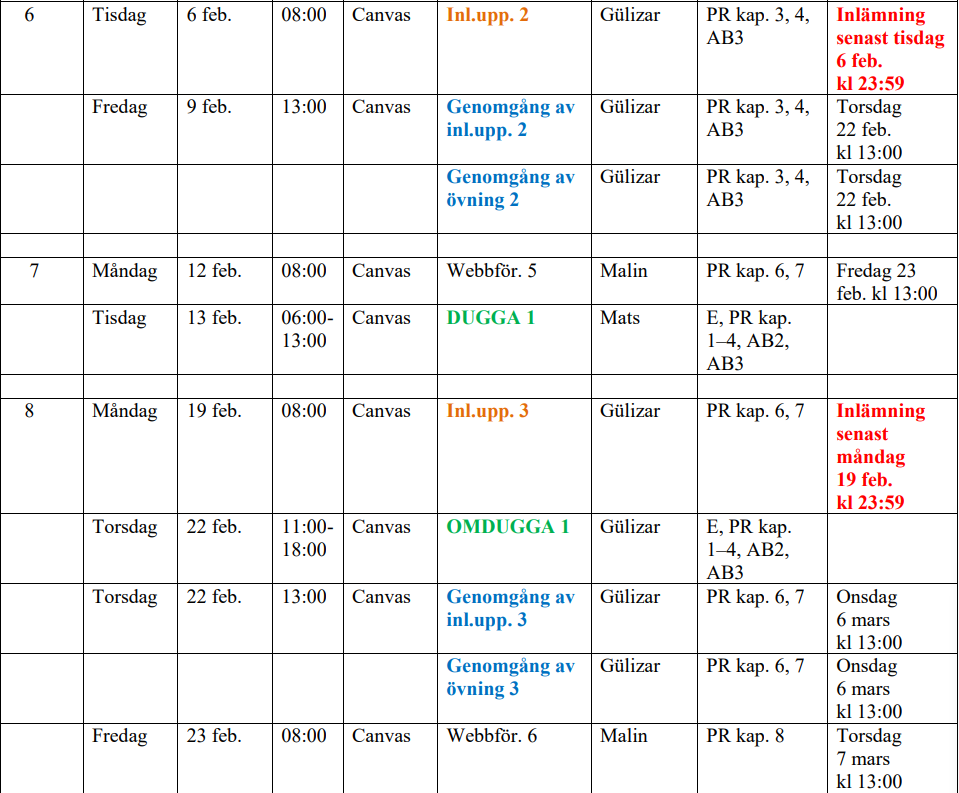 6 Tisdag 6 feb. 08:00 Canvas Inl.upp. 2 Gülizar PR kap. 3, 4, Inlämning
AB3 senast tisdag
6 feb.
kl 23:59
Fredag 9 feb. 13:00 Canvas Genomgång av Gülizar PR kap. 3, 4, Torsdag
inl.upp. 2 AB3 22 feb.
kl 13:00
Genomgång av Gülizar PR kap. 3, 4, Torsdag
övning 2 AB3 22 feb.
kl 13:00
7 Måndag 12 feb. 08:00 Canvas Webbför. 5 Malin PR kap. 6, 7 Fredag 23
feb. kl 13:00
Tisdag 13 feb. 06:00- Canvas DUGGA 1 Mats E, PR kap.
13:00 1–4, AB2,
AB3
8 Måndag 19 feb. 08:00 Canvas Inl.upp. 3 Gülizar PR kap. 6, 7 Inlämning
senast
måndag
19 feb.
kl 23:59
Torsdag 22 feb. 11:00- Canvas OMDUGGA 1 Gülizar E, PR kap.
18:00 1–4, AB2,
AB3
Torsdag 22 feb. 13:00 Canvas Genomgång av Gülizar PR kap. 6, 7 Onsdag
inl.upp. 3 6 mars
kl 13:00
Genomgång av Gülizar PR kap. 6, 7 Onsdag
övning 3 6 mars
kl 13:00
Fredag 23 feb. 08:00 Canvas Webbför. 6 Malin PR kap. 8 Torsdag
7 mars
kl 13:00